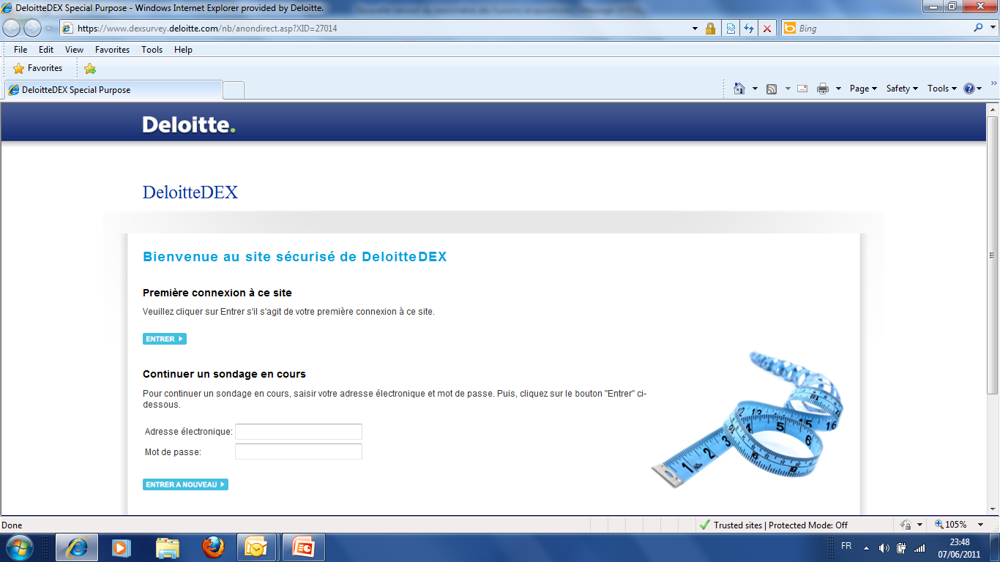 DeloitteDEX Special Purpose - Windows Internet Explorer provided by Deloitte.
https://www.dexsurvey.deloitte.com/nb/anondirect.asp?XID=27014
Bing
File Edit View Favorites Tools Help
Favorites
DeloitteDEX Special Purpose
Page Safety Tools
Deloitte.
DeloitteDEX
Bienvenue au site sécurisé de DeloitteDEX
Première connexion à ce site
Veuillez cliquer sur Entrer s'il s'agit de votre première connexion à ce site.
ENTRER
Continuer un sondage en cours
Pour continuer un sondage en cours, saisir votre adresse électronique et mot de passe. Puis, cliquez sur le bouton "Entrer" ci-
dessous.
Adresse électronique:
Mot de passe:
ENTRER A NOUVEAU
Done
Trusted sites | Protected Mode: Off
105%
FR
23:48
07/06/2011